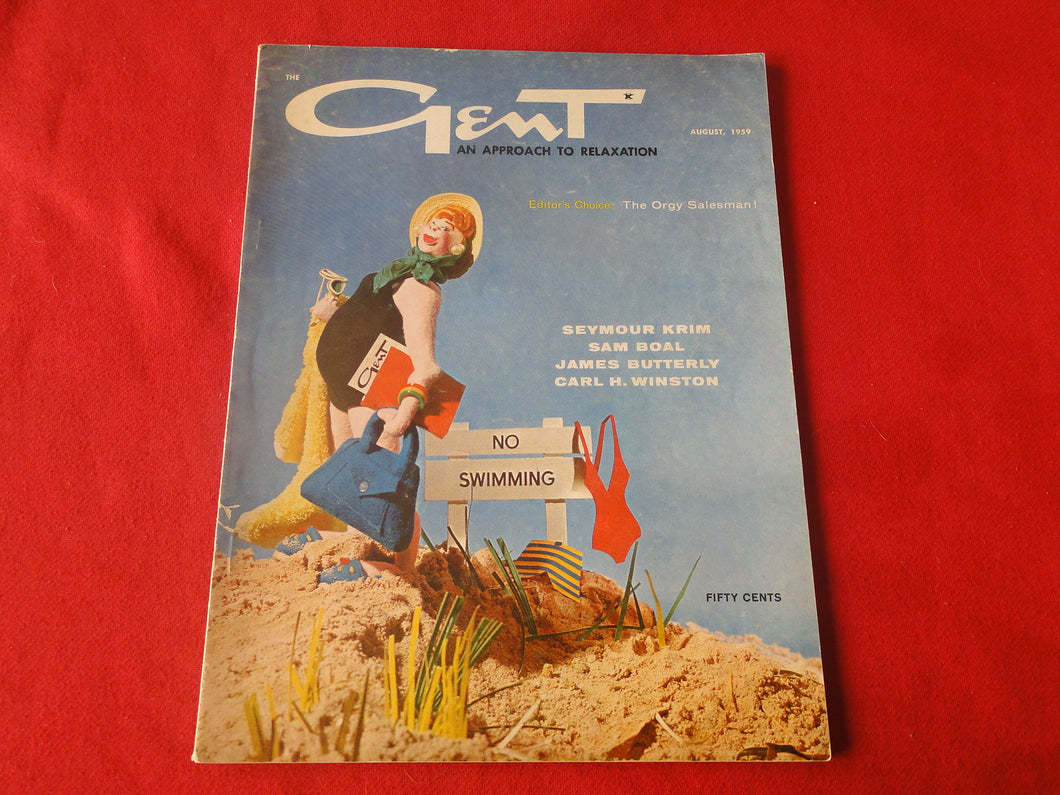 THE
GENT
K
AN APPROACH TO RELAXATION
AUGUST, 1959
Editor's Choice: The Orgy Salesman!
SEYMOUR KRIM
SAM BOAL
JAMES BUTTERLY
CARL H. WINSTON
GENT
NO
SWIMMING
FIFTY CENTS